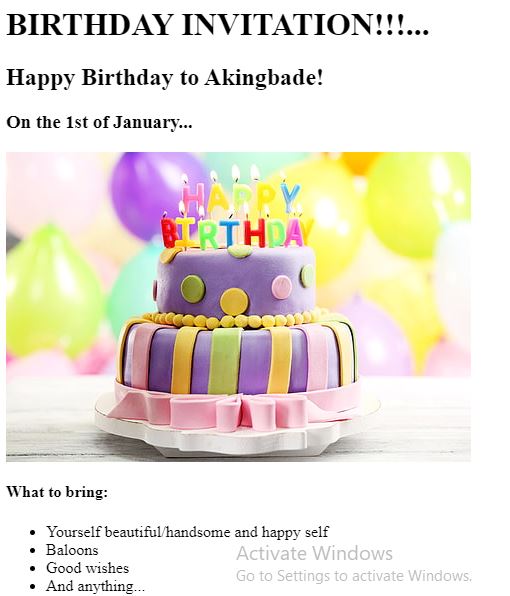 BIRTHDAY INVITATION!!!...
Happy Birthday to Akingbade!
On the 1st of January...
HAPPY
BIRTHDAY
What to bring:
Yourself beautiful/handsome and happy self
Baloons
Good wishes
And anything...
Activate Windows
Go to Settings to activate Windows.